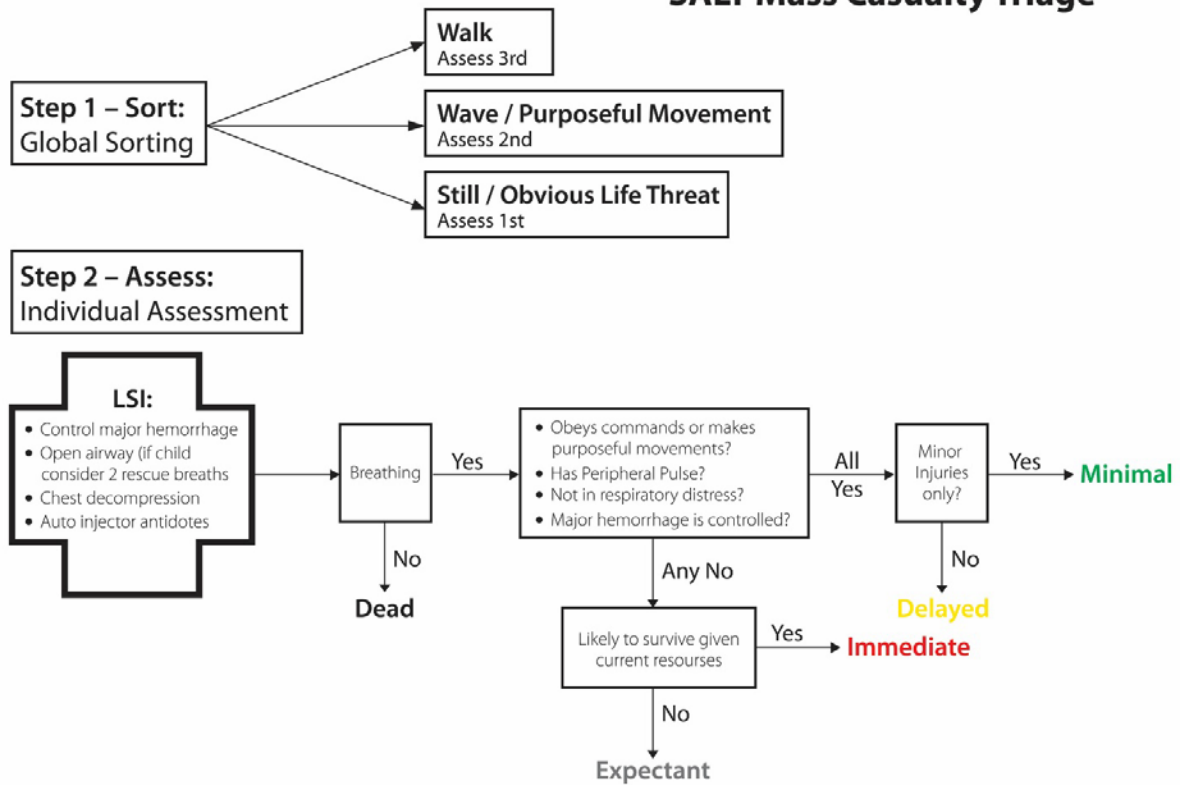 SALT Mass Casualty Triage
Walk
Assess 3rd
Step 1 – Sort:
Global Sorting
Wave / Purposeful Movement
Assess 2nd
Still / Obvious Life Threat
Assess 1st
Step 2 – Assess:
Individual Assessment
LSI:
• Control major hemorrhage
• Open airway (if child
consider 2 rescue breaths
• Chest decompression
• Auto injector antidotes
Breathing
Yes
No
Dead
• Obeys commands or makes
purposeful movements?
• Has Peripheral Pulse?
• Not in respiratory distress?
• Major hemorrhage is controlled?
All
Yes
Minor
Injuries
only?
Yes
Minimal
No
Delayed
Any No
Likely to survive given
current resourses
Yes
Immediate
No
Expectant